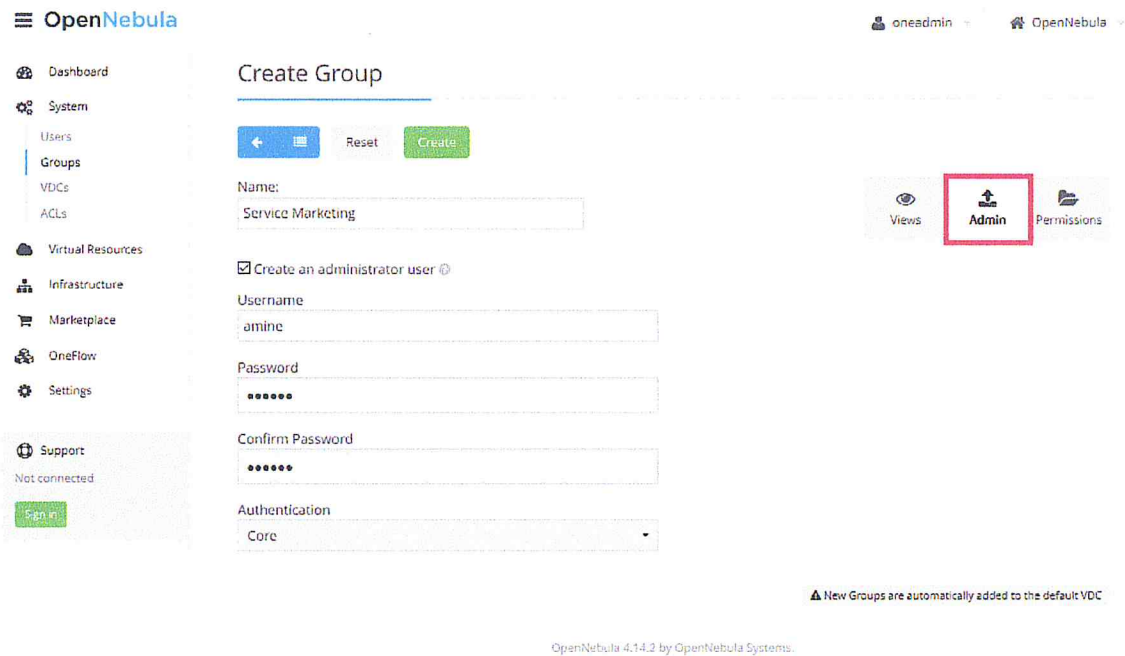 OpenNebula
oneadmin
OpenNebula
Dashboard
System
Users
Groups
VDCs
ACLs
Virtual Resources
Infrastructure
Marketplace
OneFlow
Settings
Support
Not connected
Sign in
Create Group
Reset
Create
Name:
Service Marketing
Views
Admin
Permissions
Create an administrator user
Username
amine
Password
Confirm Password
Authentication
Core
New Groups are automatically added to the default VDC
OpenNebula 4.14.2 by OpenNebula Systems.